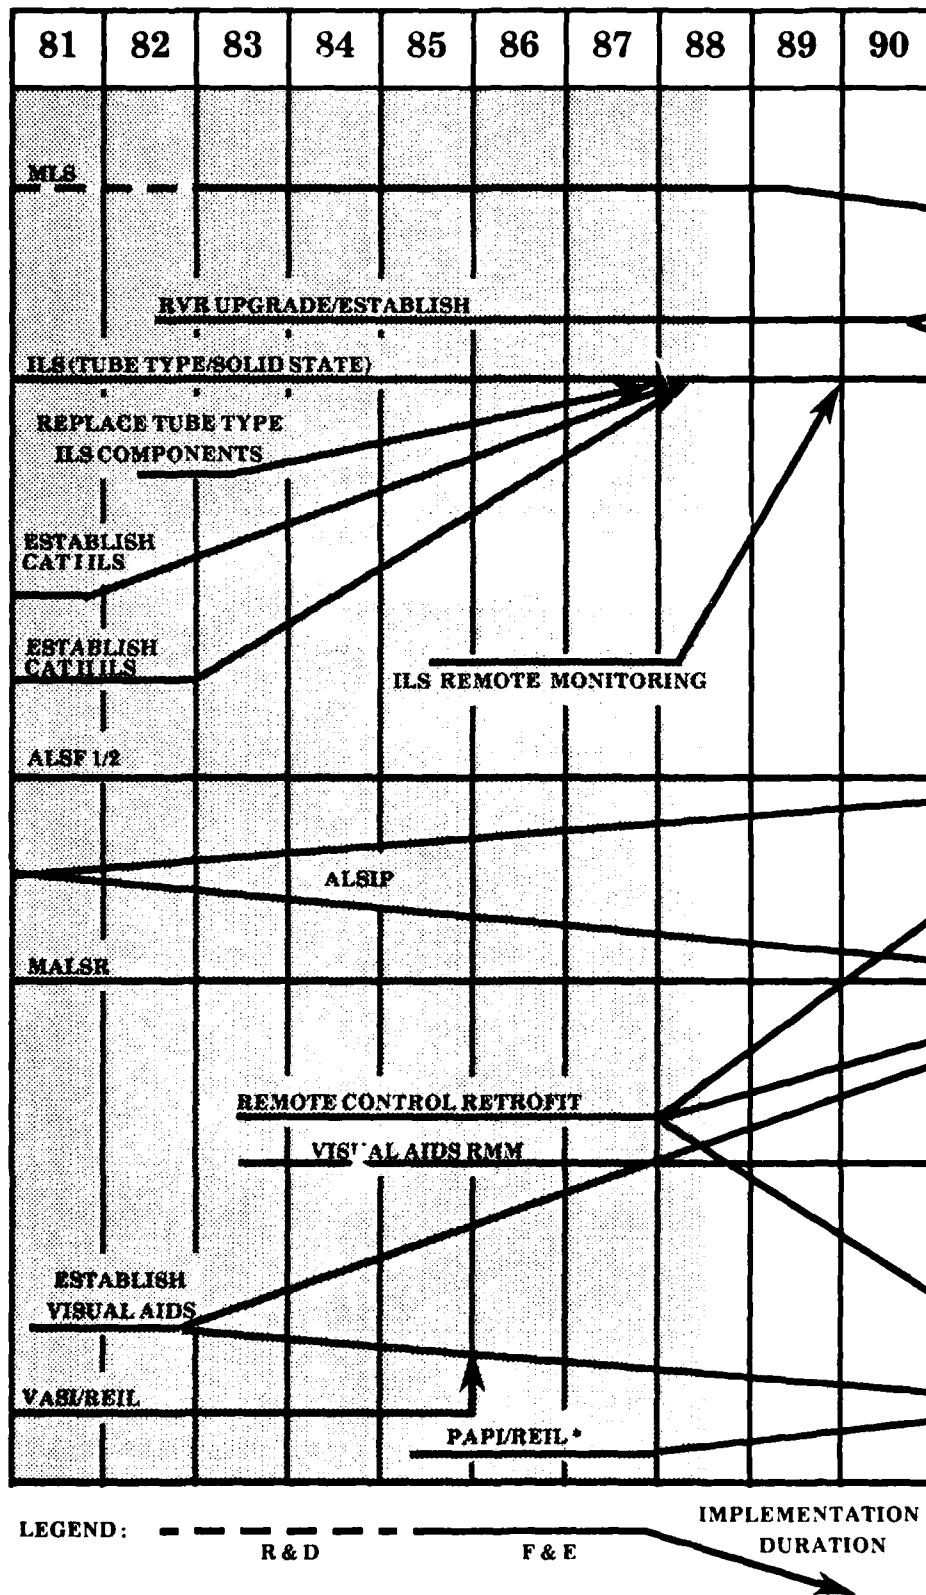 81 82 83 84 85 86 87 88 89 90
MLS
RVR UPGRADE/ESTABLISH
ILS (TUBE TYPE/SOLID STATE)
REPLACE TUBE TYPE
ILS COMPONENTS
ESTABLISH
CAT I ILS
ESTABLISH
CAT II ILS
ILS REMOTE MONITORING
ALSF 1/2
ALSIP
MALSR
REMOTE CONTROL RETROFIT
VISUAL AIDS RMM
ESTABLISH
VISUAL AIDS
VASI/REIL
PAPI/REIL *
LEGEND:
R & D
F & E
IMPLEMENTATION
DURATION